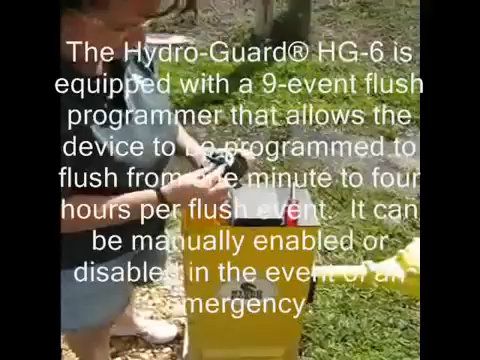 The Hydro-Guard® HG-6 is
equipped with a 9-event flush
programmer that allows the
device to be programmed to
flush from one minute to four
hours per flush event. It can
be manually enabled or
disabled in the event of an
emergency.